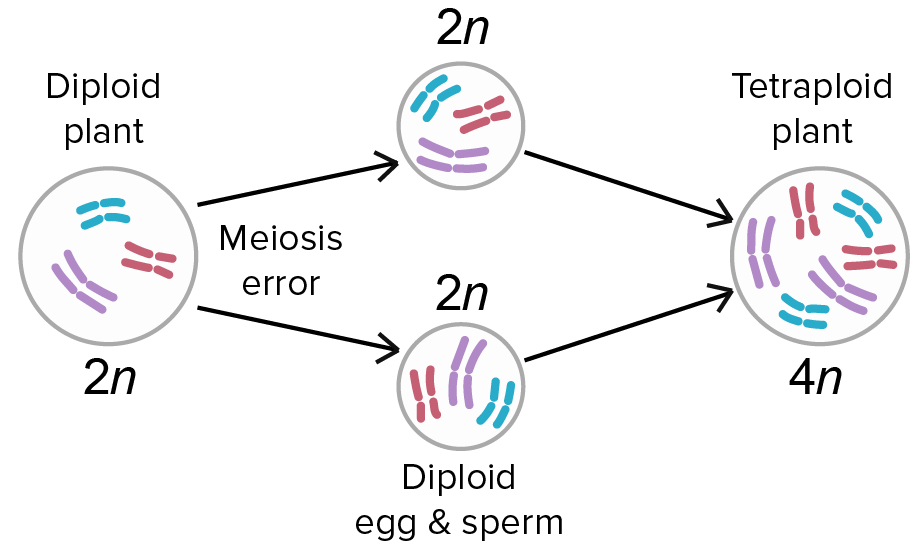 Diploid
plant
2n
Meiosis
error
2n
2n
Diploid
egg & sperm
Tetraploid
plant
4n